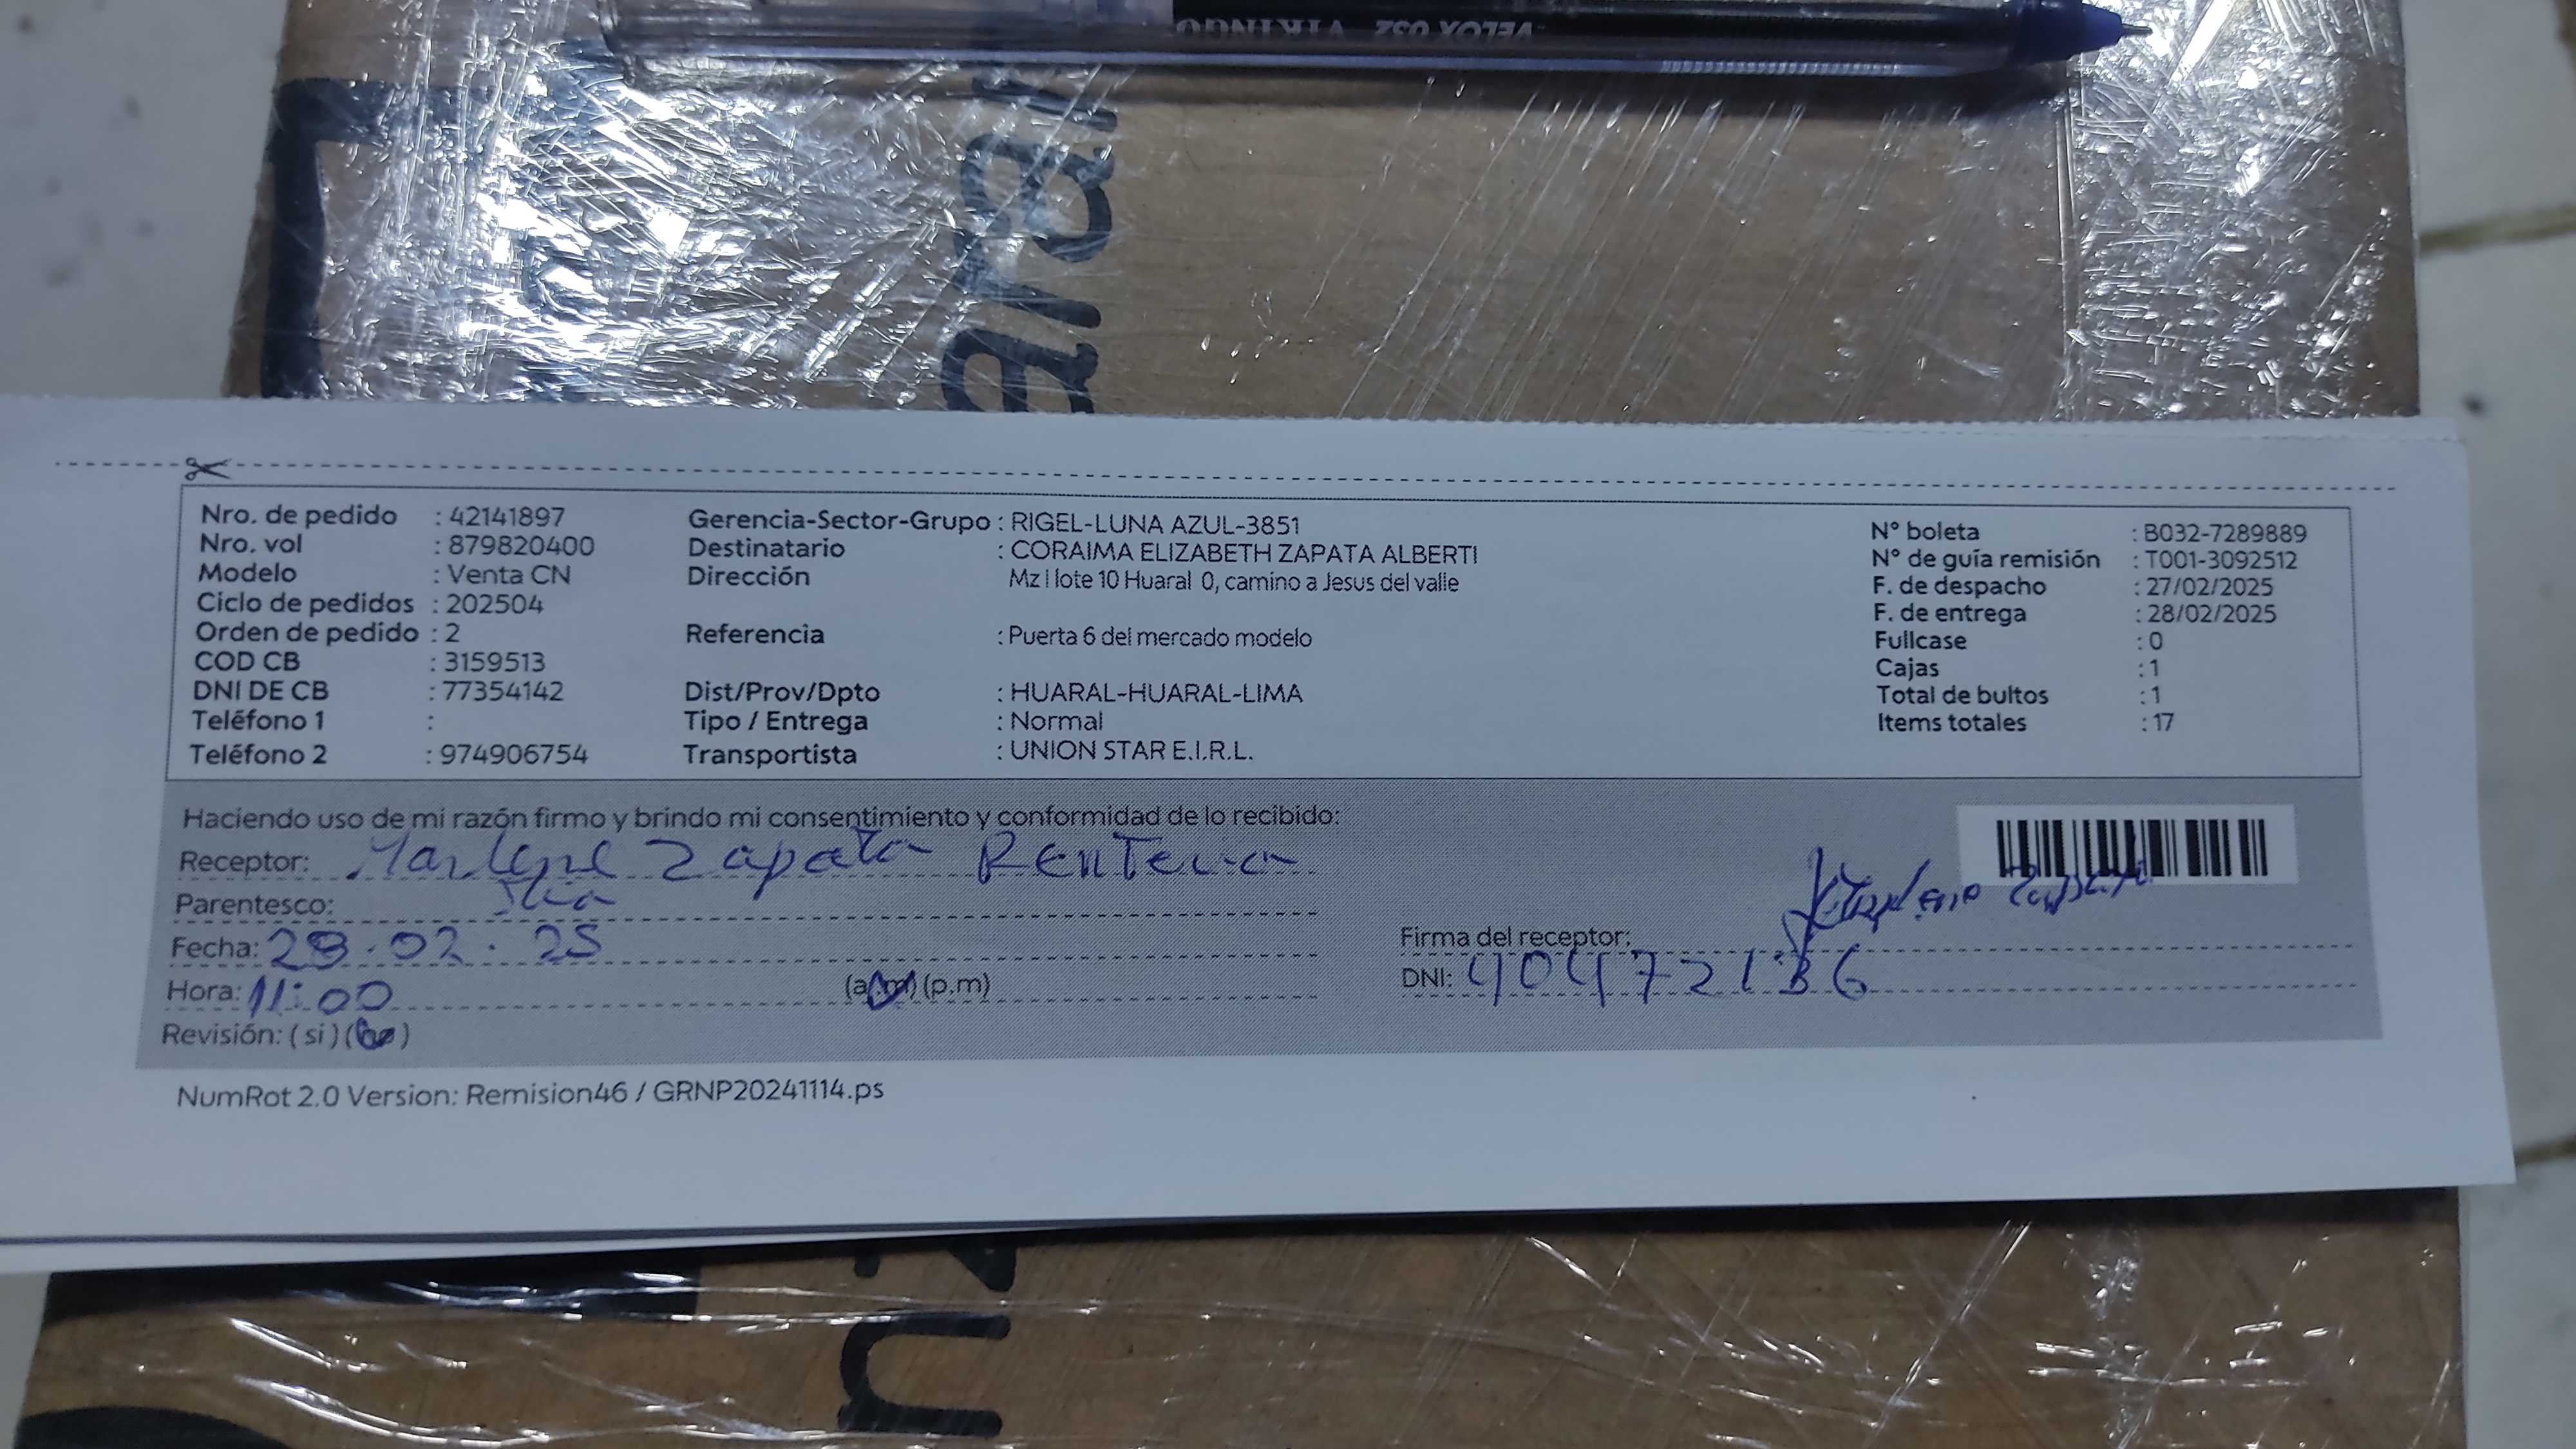 VELOX 032 VIKINGO
ara
Nro. de pedido : 42141897
Nro. vol : 879820400
Modelo : Venta CN
Ciclo de pedidos : 202504
Orden de pedido : 2
COD CB : 3159513
DNI DE CB : 77354142
Teléfono 1 :
Teléfono 2 : 974906754
Gerencia-Sector-Grupo : RIGEL-LUNA AZUL-3851
Destinatario : CORAIMA ELIZABETH ZAPATA ALBERTI
Dirección Mz i lote 10 Huaral 0, camino a Jesus del valle
Referencia : Puerta 6 del mercado modelo
Dist/Prov/Dpto : HUARAL-HUARAL-LIMA
Tipo / Entrega : Normal
Transportista : UNION STAR E.I.R.L.
N° boleta : B032-7289889
N° de guía remisión : T001-3092512
F. de despacho : 27/02/2025
F. de entrega : 28/02/2025
Fullcase : 0
Cajas : 1
Total de bultos : 1
Items totales : 17
Haciendo uso de mi razón firmo y brindo mi consentimiento y conformidad de lo recibido:
Receptor: Marlene Zapata Renteria
Parentesco:
Fecha: 28.02.25
Hora: 11:00 (a.m) (p.m)
Revisión: (si) (no)
Firma del receptor: Marlene Zapata
DNI: 40472136
NumRot 2.0 Version: Remision46 / GRNP20241114.ps